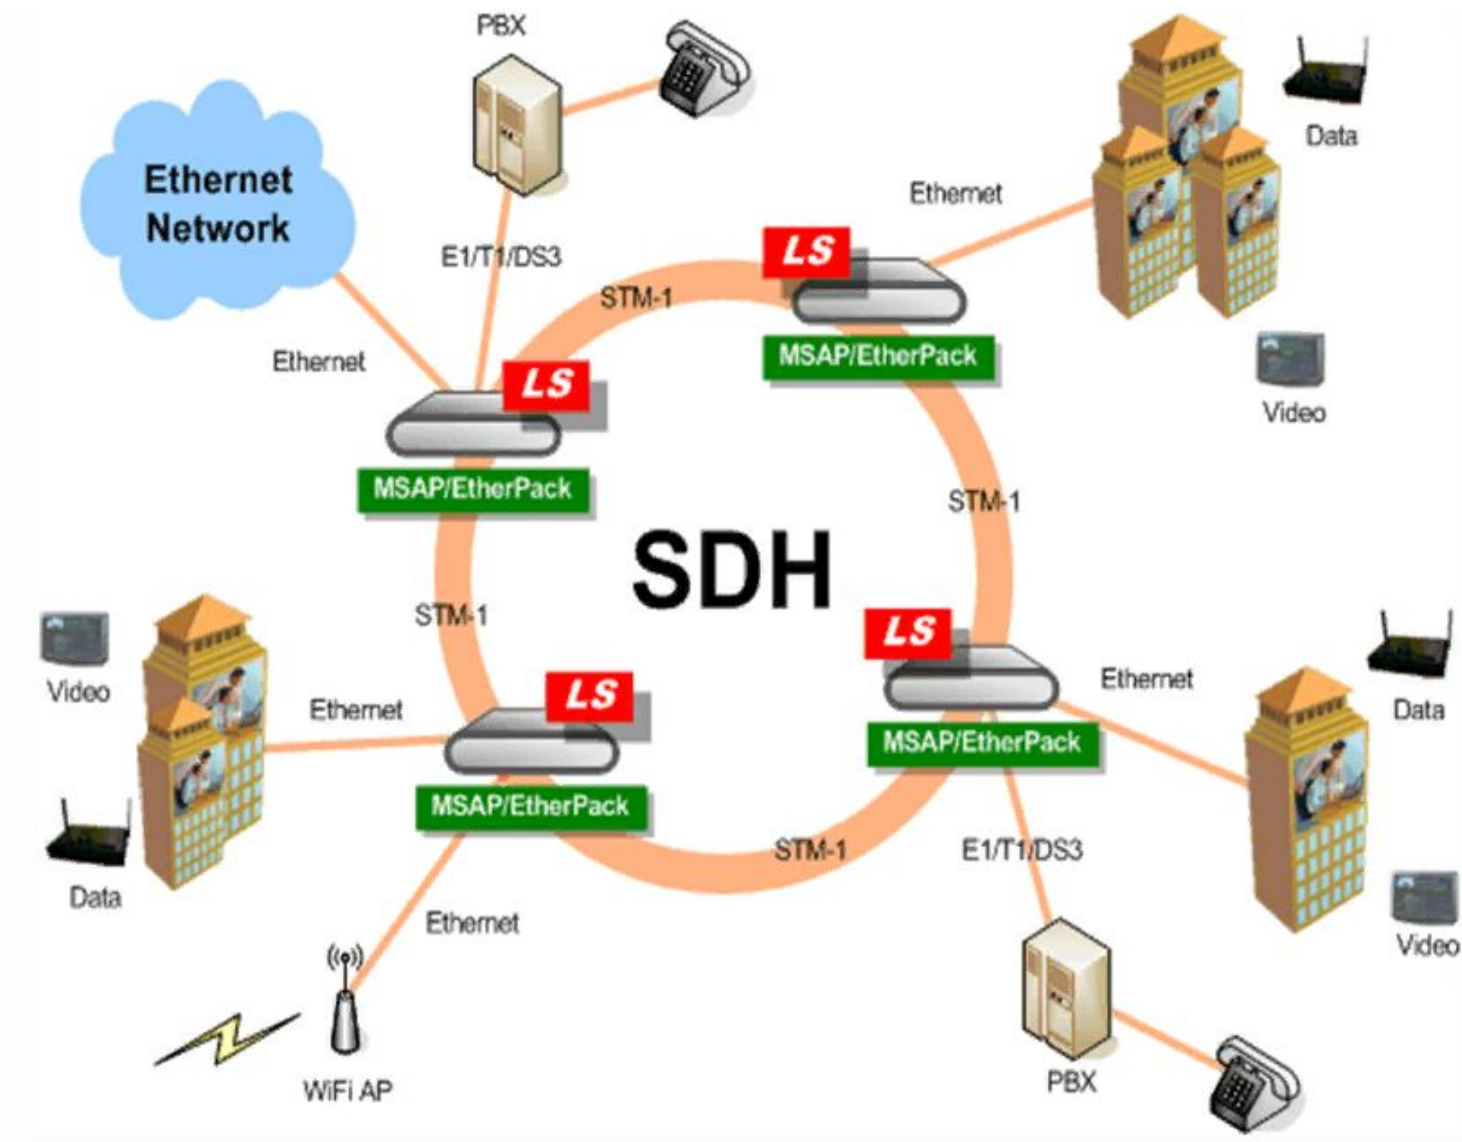 PBX
Data
Ethernet
Network
Ethernet
E1/T1/DS3
LS
STM-1
MSAP/EtherPack
Ethernet
LS
MSAP/EtherPack
Video
STM-1
SDH
STM-1
LS
Video
Ethernet
Data
LS
Ethernet
MSAP/EtherPack
MSAP/EtherPack
STM-1
E1/T1/DS3
Data
Ethernet
Video
WiFi AP
PBX